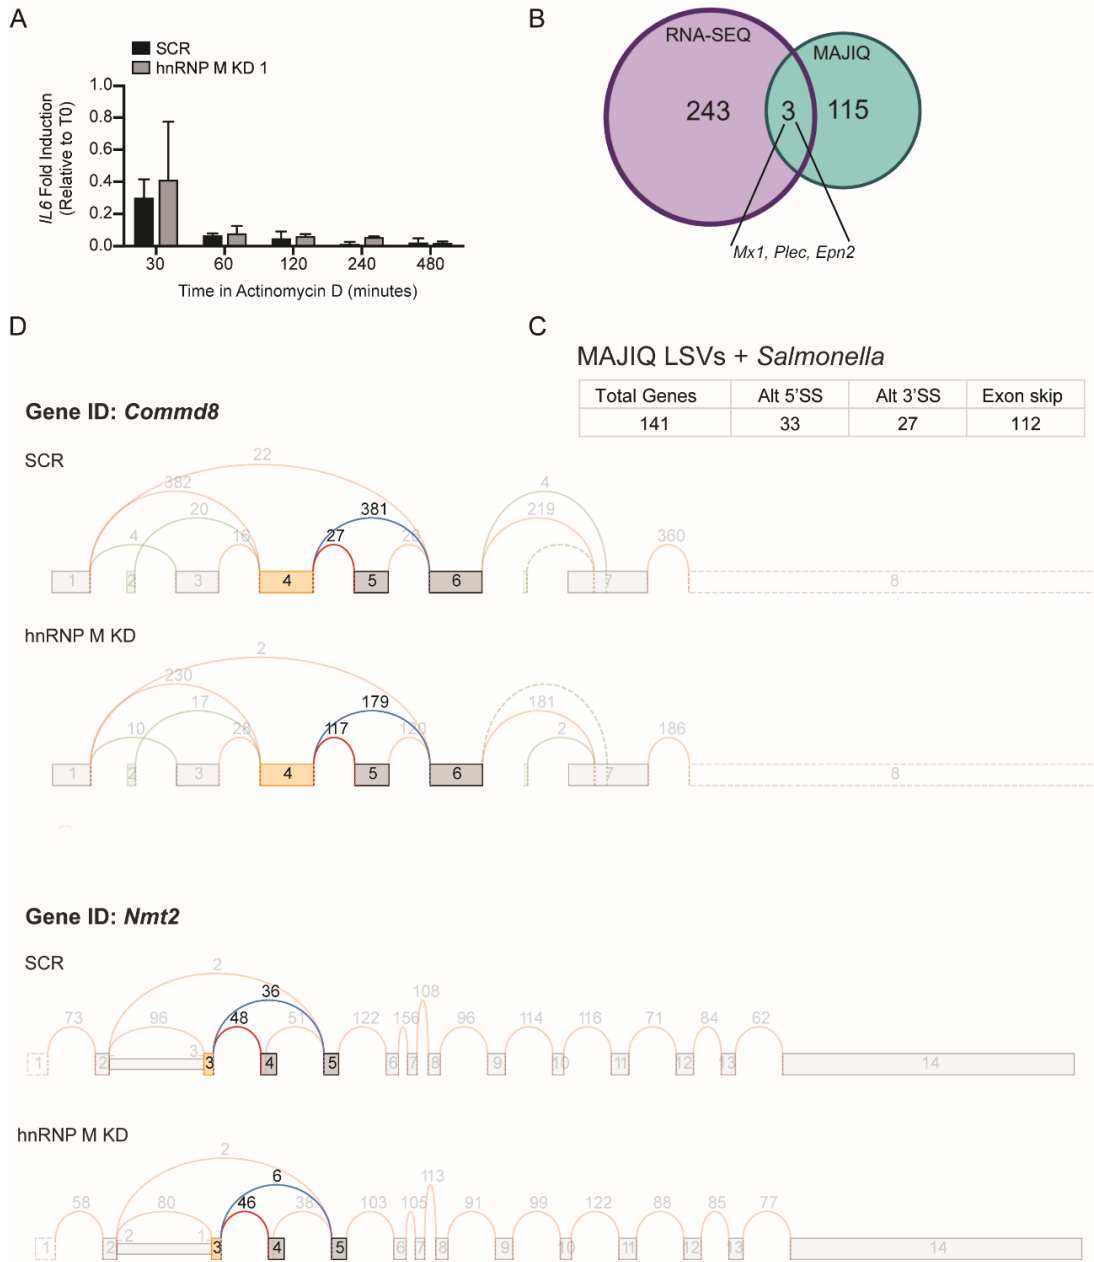 A
SCR
hnRNP M KD 1
IL6 Fold Induction
(Relative to T0)
1.0
0.8
0.6
0.4
0.2
0.0
30 60 120 240 480
Time in Actinomycin D (minutes)
B
RNA-SEQ
MAJIQ
243 3 115
Mx1, Plec, Epn2
D
C
MAJIQ LSVs + Salmonella
Total Genes Alt 5'SS Alt 3'SS Exon skip
141 33 27 112
Gene ID: Commd8
SCR
22
382 4
20 381 219
4 16 27 26 360
1 2 3 4 5 6 7 8
hnRNP M KD
2
230
17 179 181
10 28 117 120 2 186
1 2 3 4 5 6 7 8
Gene ID: Nmt2
SCR
2
36 108
73 96 48 51 122 156 96 114 116 71 84 62
3
1 2 3 4 5 6 7 8 9 10 11 12 13 14
hnRNP M KD
2
6 113
58 80 46 38 103 105 91 99 122 88 85 77
2 1
1 2 3 4 5 6 7 8 9 10 11 12 13 14